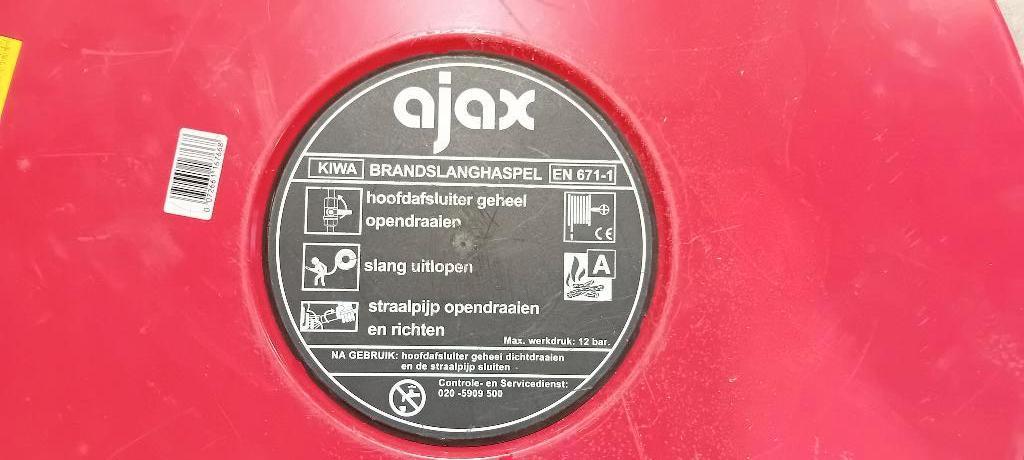 ajax
KIWA BRANDSLANGHASPEL EN 671-1
hoofdafsluiter geheel
opendraaien
CE
slang uitlopen
A
straalpijp opendraaien
en richten
Max. werkdruk: 12 bar.
NA GEBRUIK: hoofdafsluiter geheel dichtdraaien
en de straalpijp sluiten
Controle- en Servicedienst:
020 -5909 500